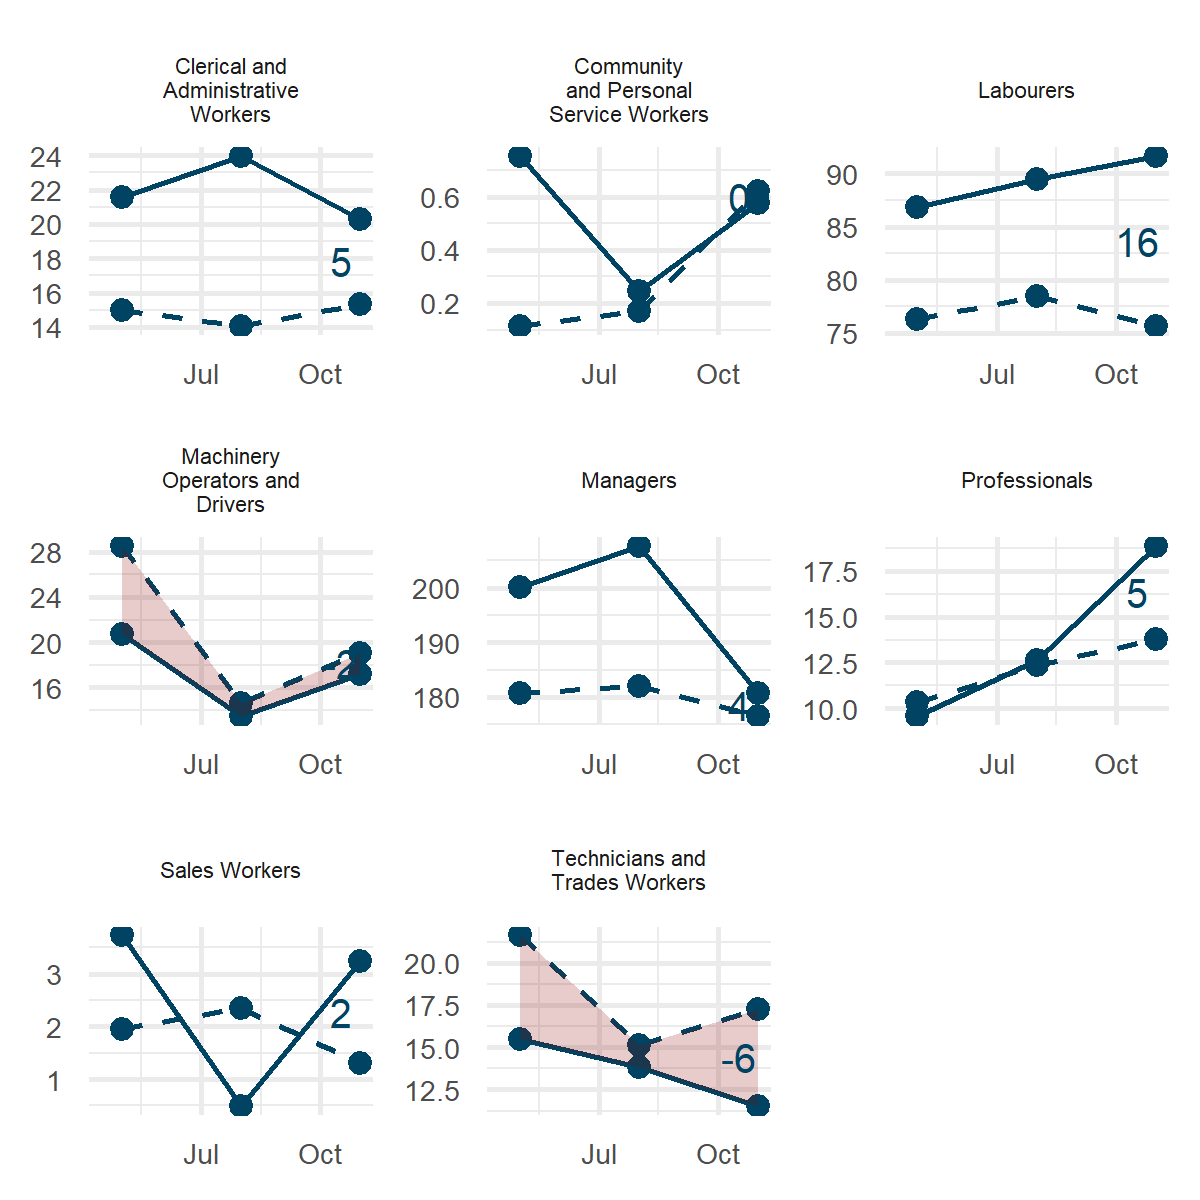 Clerical and
Administrative
Workers
Community
and Personal
Service Workers
Labourers
24
22
20
18
16
14
5
Jul
Oct
0.6
0.4
0.2
0
Jul
Oct
90
85
80
75
16
Jul
Oct
Machinery
Operators and
Drivers
Managers
Professionals
28
24
20
16
Jul
Oct
200
190
180
4
Jul
Oct
17.5
15.0
12.5
10.0
5
Jul
Oct
Sales Workers
Technicians and
Trades Workers
3
2
1
2
Jul
Oct
20.0
17.5
15.0
12.5
-6
Jul
Oct